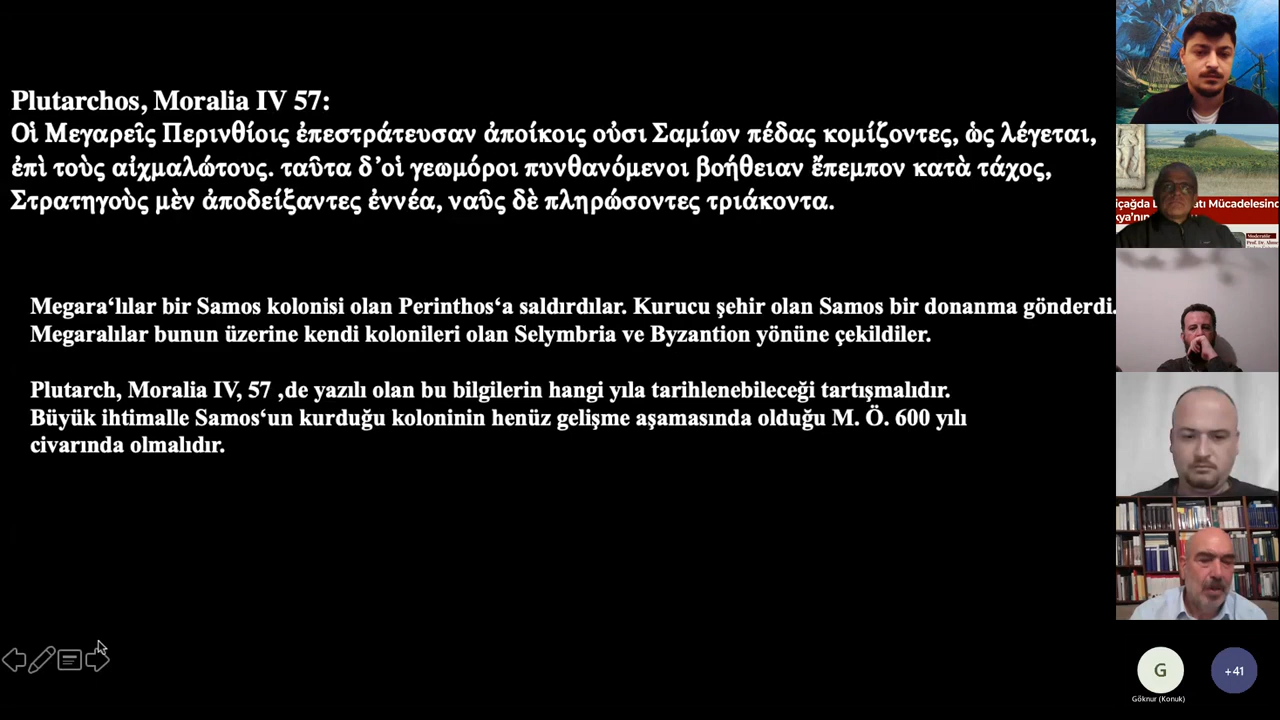 Plutarchos, Moralia IV 57:
Οἱ Μεγαρεῖς Περινθίοις ἐπεστράτευσαν ἀποίκοις οὖσι Σαμίων πέδας κομίζοντες, ὡς λέγεται,
ἐπὶ τοὺς αἰχμαλώτους. ταῦτα δ’οἱ γεωμόροι πυνθανόμενοι βοήθειαν ἔπεμπον κατὰ τάχος,
Στρατηγοὺς μὲν ἀποδείξαντες ἐννέα, ναῦς δὲ πληρώσοντες τριάκοντα.
Megara‘lılar bir Samos kolonisi olan Perinthos‘a saldırdılar. Kurucu şehir olan Samos bir donanma gönderdi.
Megaralılar bunun üzerine kendi kolonileri olan Selymbria ve Byzantion yönüne çekildiler.
Plutarch, Moralia IV, 57 ‚de yazılı olan bu bilgilerin hangi yıla tarihlenebileceği tartışmalıdır.
Büyük ihtimalle Samos‘un kurduğu koloninin henüz gelişme aşamasında olduğu M. Ö. 600 yılı
civarında olmalıdır.
Mücadelesind
Moderatör
Prof. Dr.
G
+41
Göknur (Konuk)